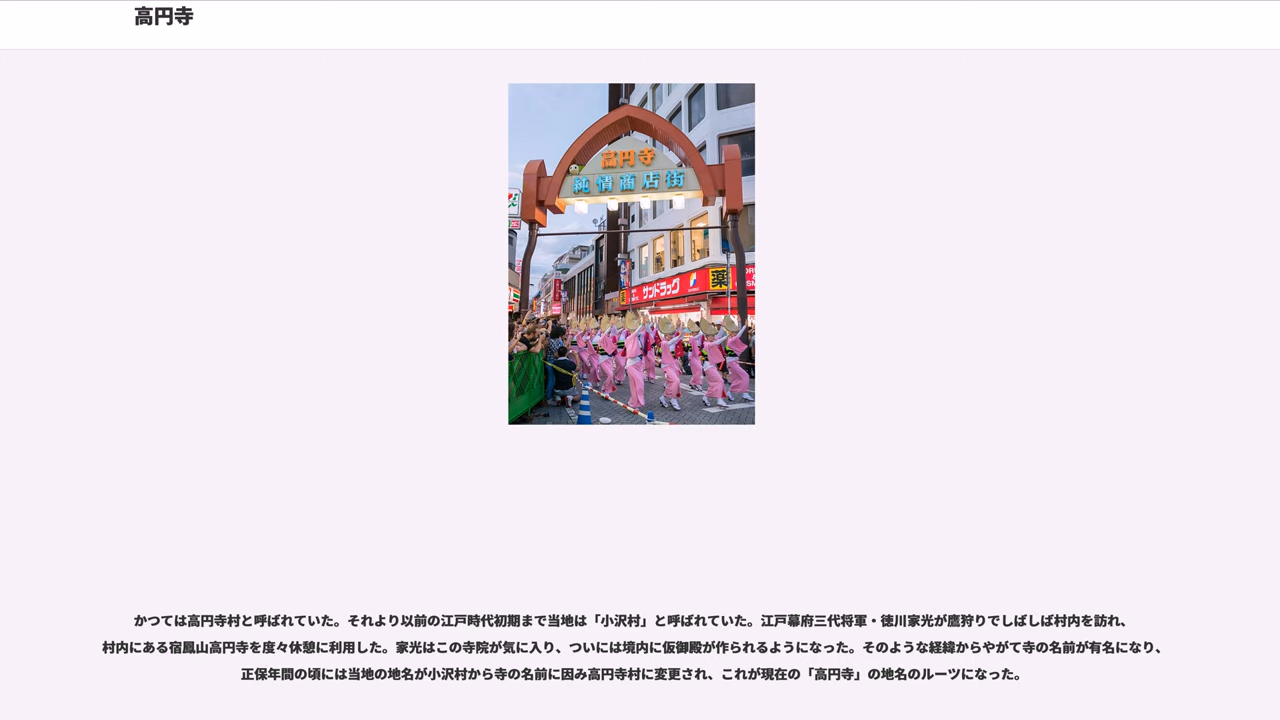 高円寺
高円寺
純情商店街
サンドラッグ
薬
かつては高円寺村と呼ばれていた。それより以前の江戸時代初期まで当地は「小沢村」と呼ばれていた。江戸幕府三代将軍・徳川家光が鷹狩りでしばしば村内を訪れ、
村内にある宿鳳山高円寺を度々休憩に利用した。家光はこの寺院が気に入り、ついには境内に仮御殿が作られるようになった。そのような経緯からやがて寺の名前が有名になり、
正保年間の頃には当地の地名が小沢村から寺の名前に因み高円寺村に変更され、これが現在の「高円寺」の地名のルーツになった。